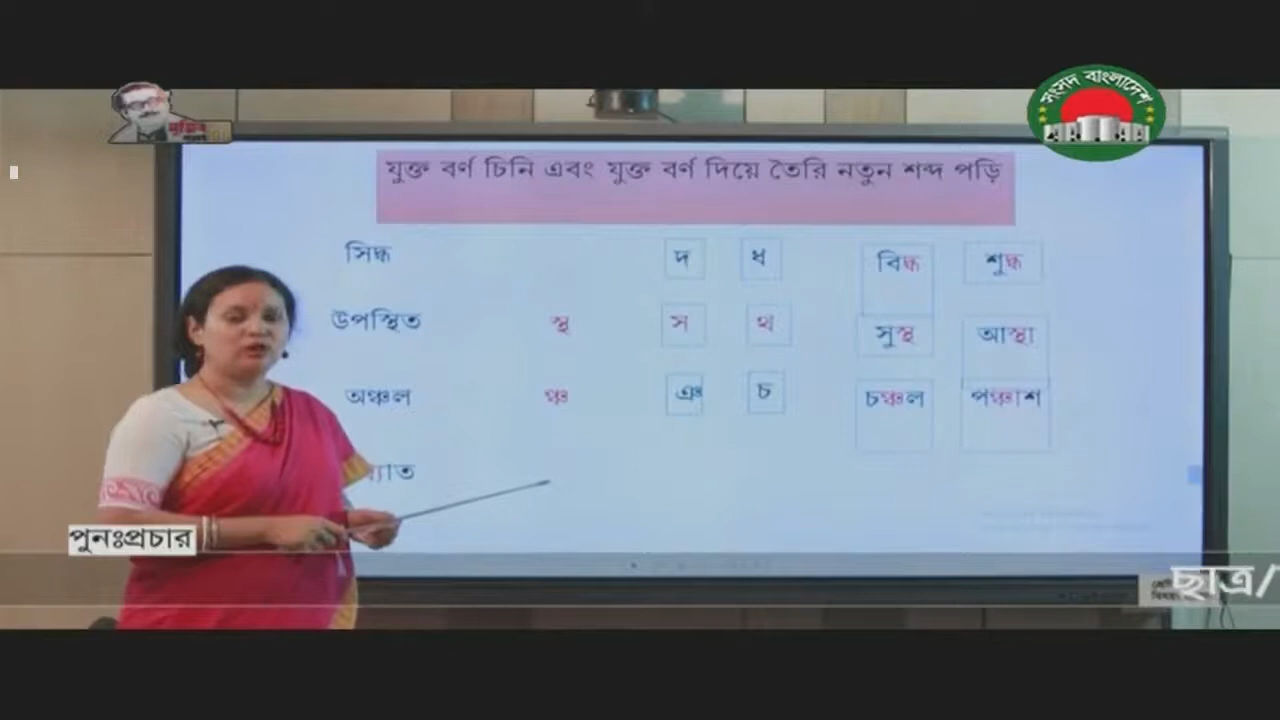 সংসদ বাংলাদেশ
যুক্ত বর্ণ চিনি এবং যুক্ত বর্ণ দিয়ে তৈরি নতুন শব্দ পড়ি
সিদ্ধ দ ধ বিদ্ধ শুদ্ধ
উপস্থিত স্থ স থ সুস্থ আস্থা
অঞ্চল ঞ্চ ঞ চ চঞ্চল পঞ্চাশ
পুনঃপ্রচার
ছাত্র/